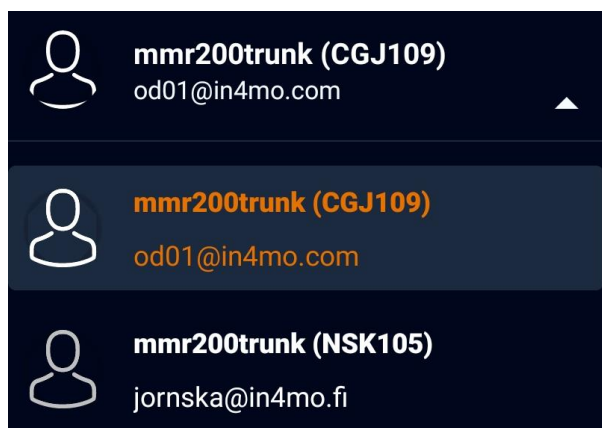 mmr200trunk (CGJ109)
od01@in4mo.com
mmr200trunk (CGJ109)
od01@in4mo.com
mmr200trunk (NSK105)
jornska@in4mo.fi